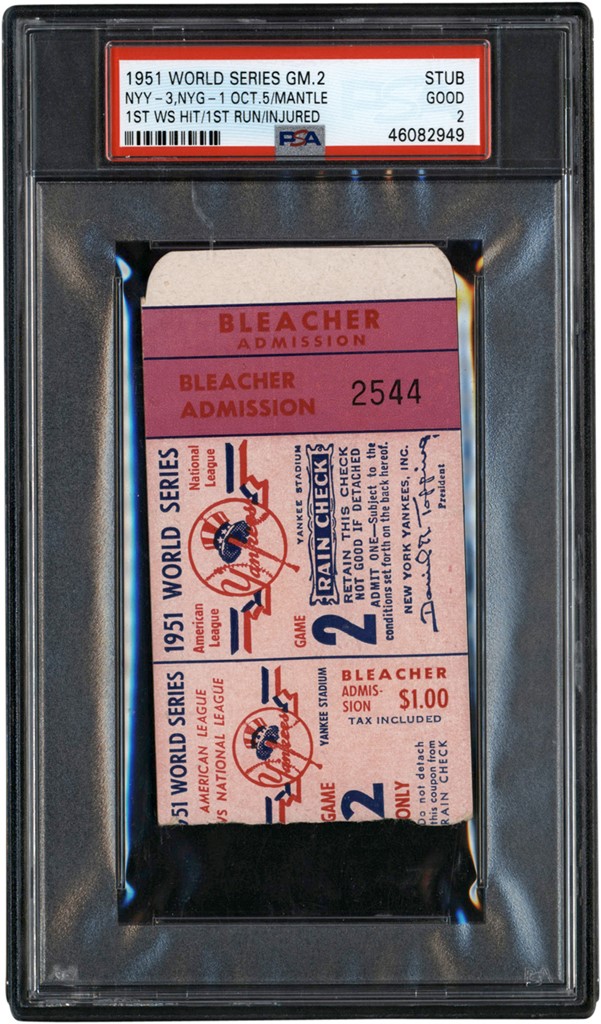 1951 WORLD SERIES GM.2 STUB
NYY-3,NYG-1 OCT.5/MANTLE GOOD
1ST WS HIT/1ST RUN/INJURED 2
PSA 46082949
BLEACHER
ADMISSION
BLEACHER
ADMISSION
2544
1951 WORLD SERIES
American
League
National
League
Yankees
GAME
2
YANKEE STADIUM
RAIN CHECK
RETAIN THIS CHECK
NOT GOOD IF DETACHED
ADMIT ONE—Subject to the
conditions set forth on the back hereof.
NEW YORK YANKEES, INC.
Daniel R Topping
President
51 WORLD SERIES
AMERICAN LEAGUE
VS NATIONAL LEAGUE
Yankees
GAME
2
ONLY
YANKEE STADIUM
BLEACHER
ADMIS-
SION $1.00
TAX INCLUDED
Do not detach
this coupon from
RAIN CHECK